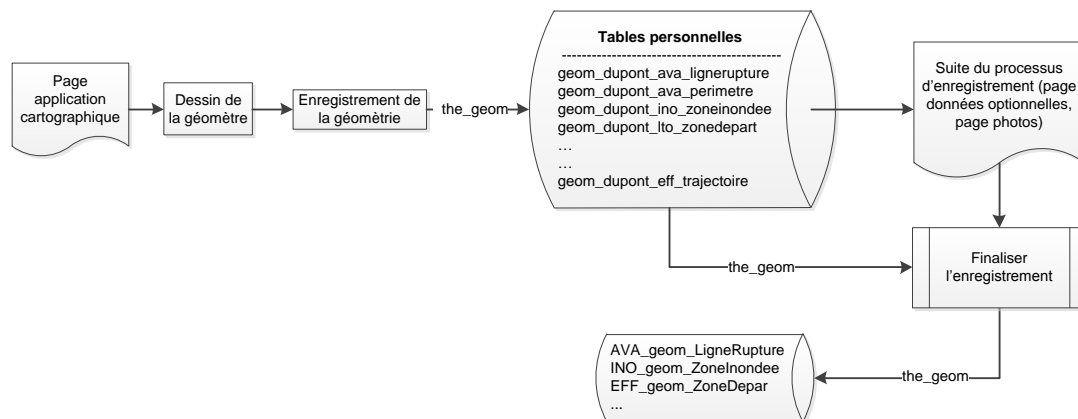 Page
application
cartographique
Dessin de
la géomètre
Enregistrement de
la géomètrie
the_geom
Tables personnelles
------------------------------------------
geom_dupont_ava_lignerupture
geom_dupont_ava_perimetre
geom_dupont_ino_zoneinondee
geom_dupont_lto_zonedepart
…
…
geom_dupont_eff_trajectoire
Suite du processus
d’enregistrement (page
données optionnelles,
page photos)
the_geom
Finaliser
l’enregistrement
AVA_geom_LigneRupture
INO_geom_ZoneInondee
EFF_geom_ZoneDepar
...
the_geom